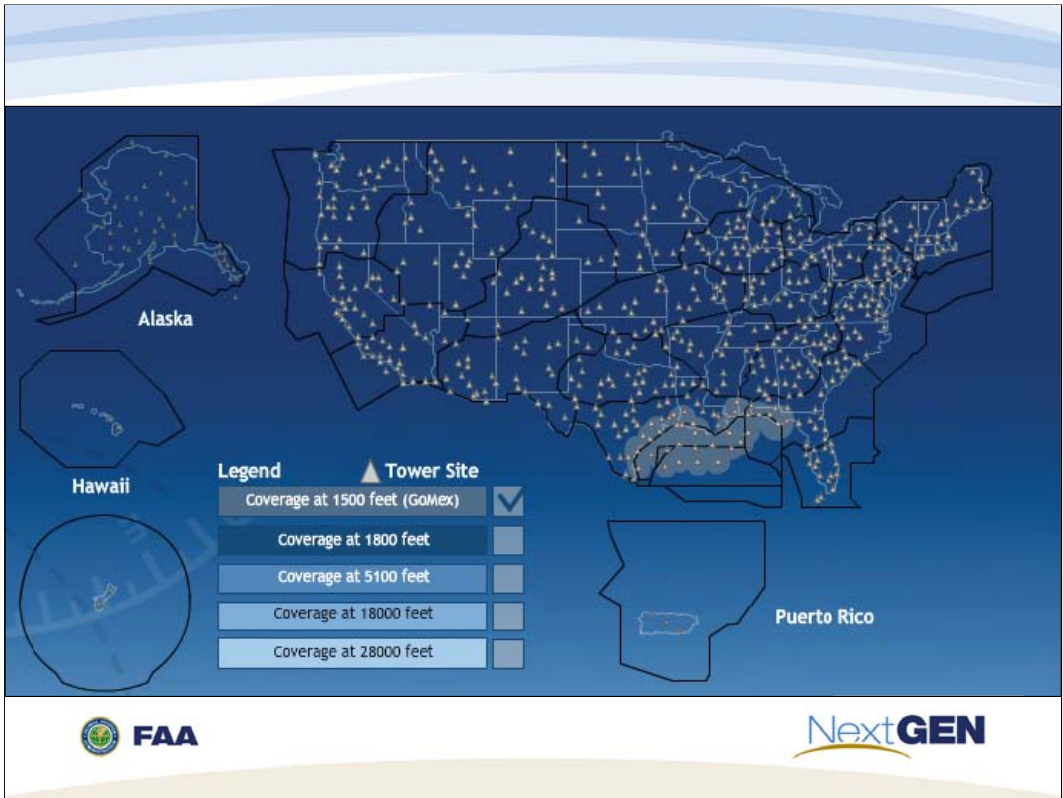 Alaska
Hawaii
Legend
Tower Site
Coverage at 1500 feet (GoMex)
Coverage at 1800 feet
Coverage at 5100 feet
Coverage at 18000 feet
Coverage at 28000 feet
Puerto Rico
FAA
NextGEN